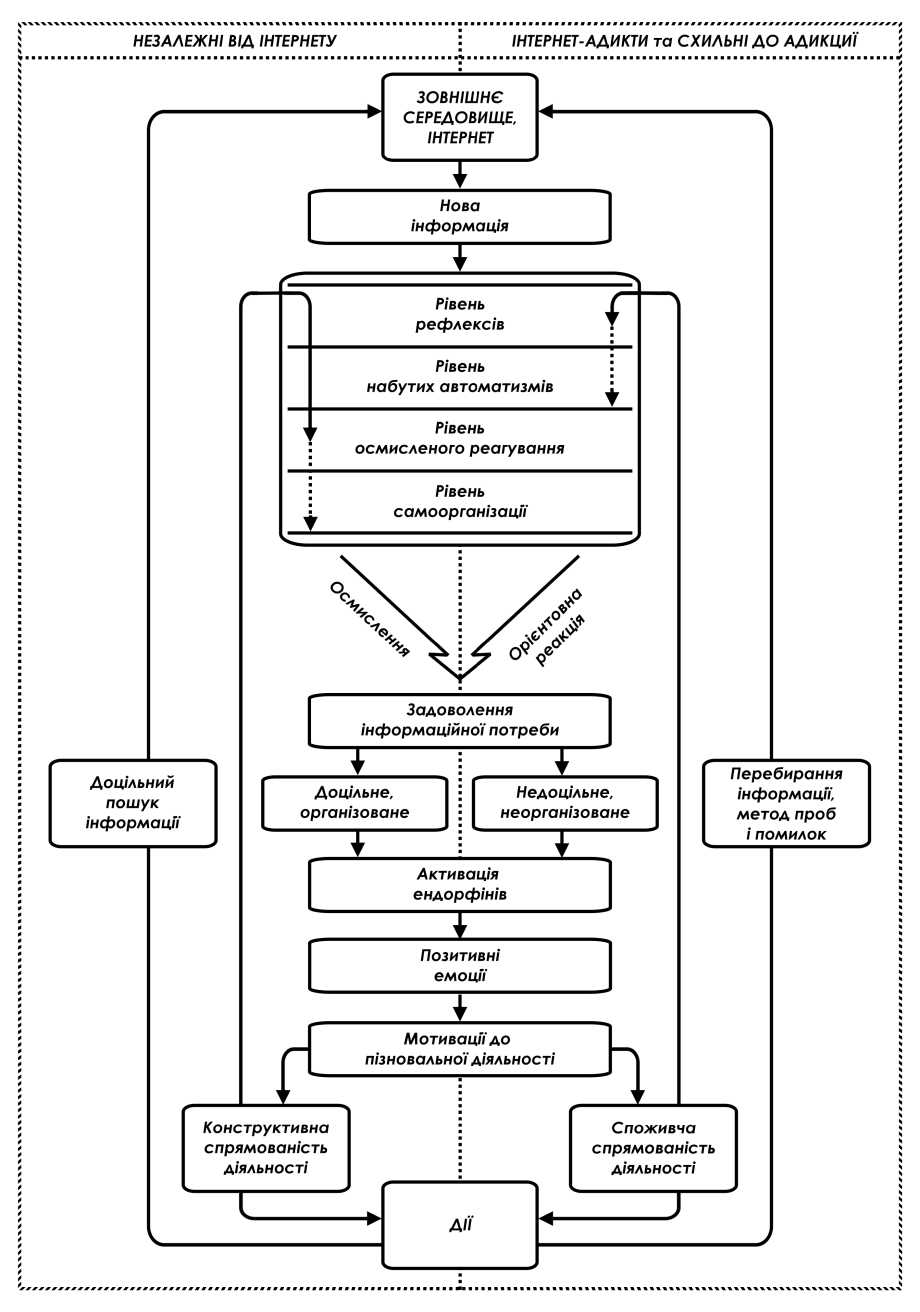 НЕЗАЛЕЖНІ ВІД ІНТЕРНЕТУ
ІНТЕРНЕТ-АДИКТИ та СХИЛЬНІ ДО АДИКЦІЇ
ЗОВНІШНЄ
СЕРЕДОВИЩЕ,
ІНТЕРНЕТ
Нова
інформація
Рівень
рефлексів
Рівень
набутих автоматизмів
Рівень
осмисленого реагування
Рівень
самоорганізації
Осмислення
Орієнтовна
реакція
Задоволення
інформаційної потреби
Доцільний
пошук
інформації
Доцільне,
організоване
Недоцільне,
неорганізоване
Перебирання
інформації,
метод проб
і помилок
Активація
ендорфінів
Позитивні
емоції
Мотивації до
пізновальної діяльності
Конструктивна
спрямованість
діяльності
Споживча
спрямованість
діяльності
ДІЇ